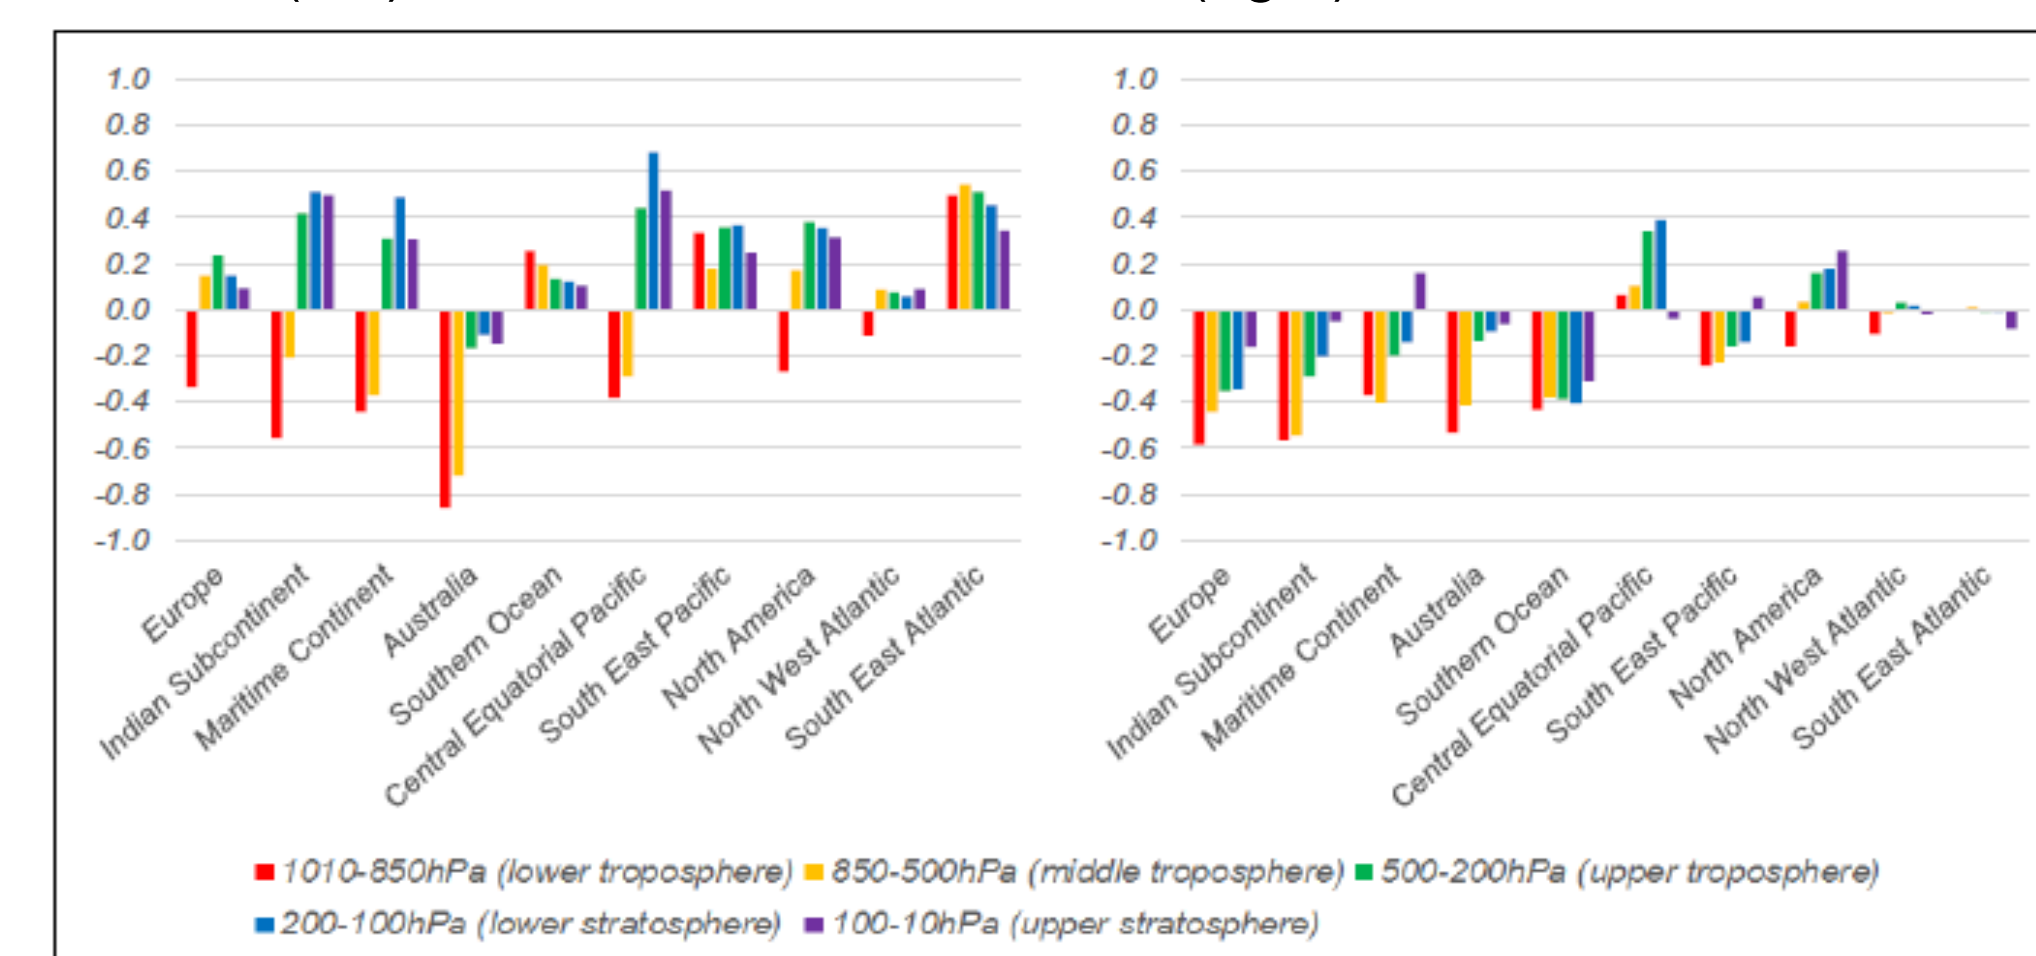 1.0
0.8
0.6
0.4
0.2
0.0
-0.2
-0.4
-0.6
-0.8
-1.0
Europe
Indian Subcontinent
Maritime Continent
Australia
Southern Ocean
Central Equatorial Pacific
South East Pacific
North America
North West Atlantic
South East Atlantic
1.0
0.8
0.6
0.4
0.2
0.0
-0.2
-0.4
-0.6
-0.8
-1.0
Europe
Indian Subcontinent
Maritime Continent
Australia
Southern Ocean
Central Equatorial Pacific
South East Pacific
North America
North West Atlantic
South East Atlantic
1010-850hPa (lower troposphere) 850-500hPa (middle troposphere) 500-200hPa (upper troposphere)
200-100hPa (lower stratosphere) 100-10hPa (upper stratosphere)